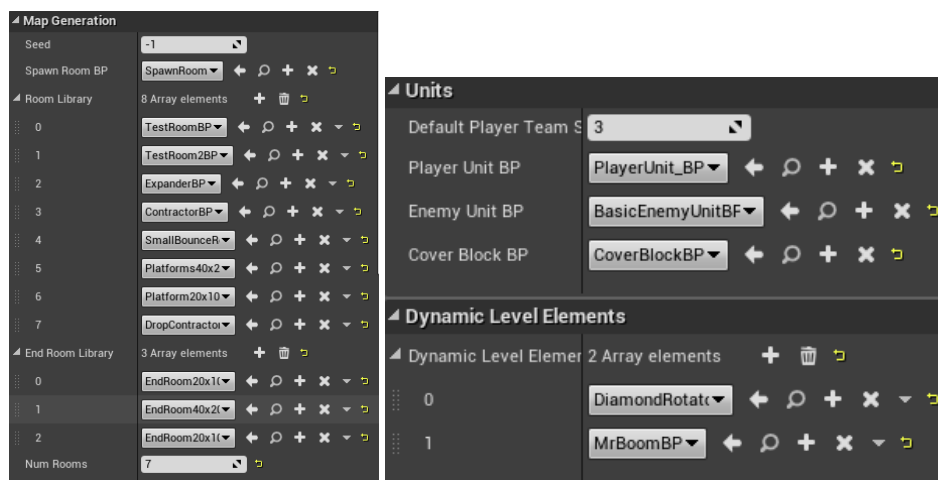 Map Generation
Seed -1
Spawn Room BP SpawnRoom
Room Library 8 Array elements
0 TestRoomBP
1 TestRoom2BP
2 ExpanderBP
3 ContractorBP
4 SmallBounceR
5 Platforms40x2
6 Platform20x10
7 DropContractor
End Room Library 3 Array elements
0 EndRoom20x1(
1 EndRoom40x2(
2 EndRoom20x1(
Num Rooms 7
Units
Default Player Team S 3
Player Unit BP PlayerUnit_BP
Enemy Unit BP BasicEnemyUnitBF
Cover Block BP CoverBlockBP
Dynamic Level Elements
Dynamic Level Elemer 2 Array elements
0 DiamondRotatc
1 MrBoomBP